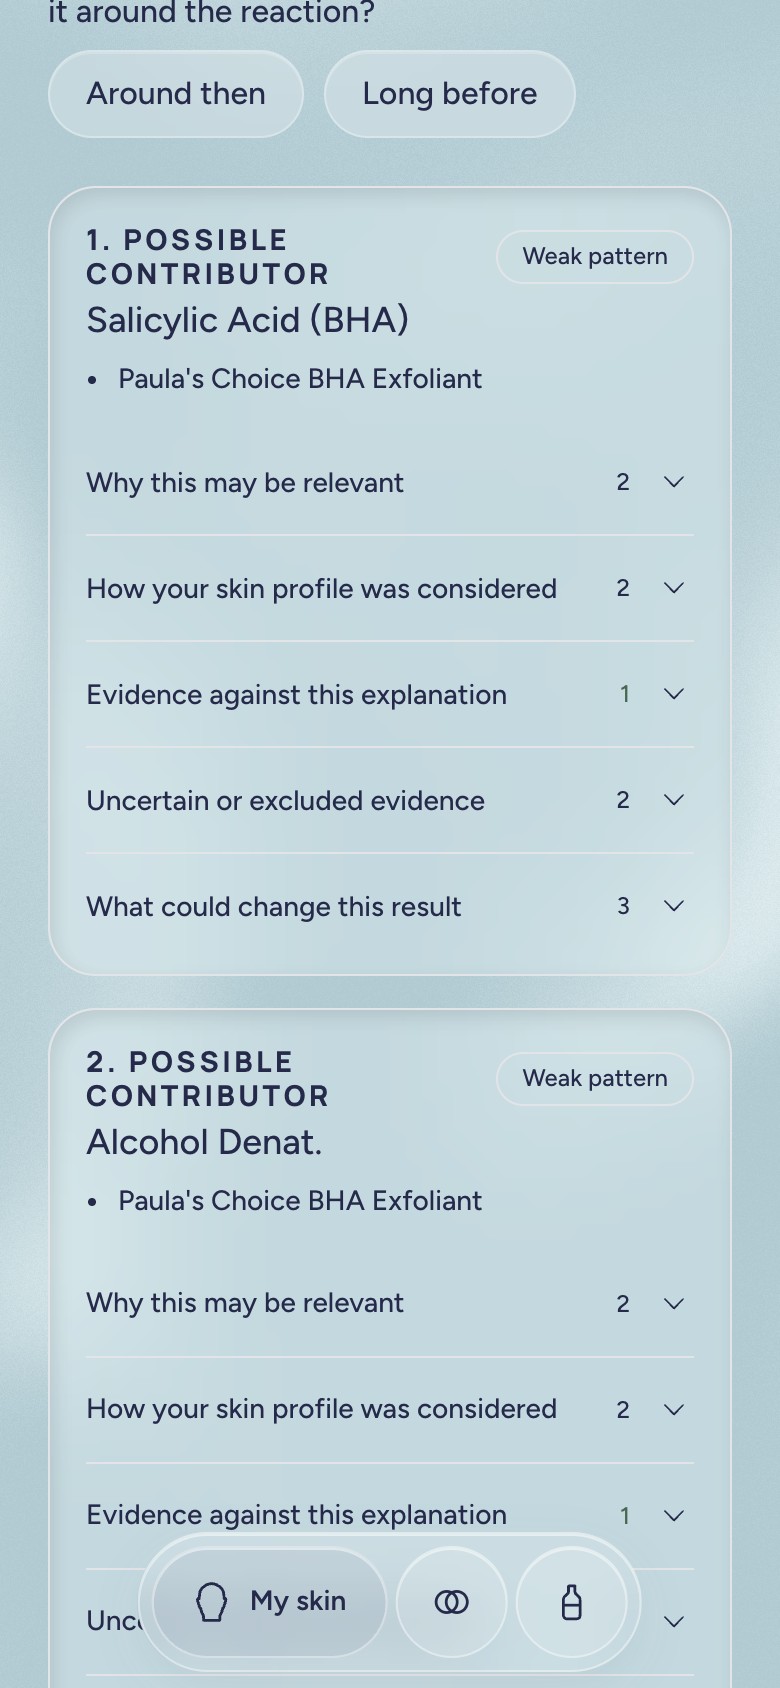 it around the reaction?
Around then
Long before
1. POSSIBLE
CONTRIBUTOR
Weak pattern
Salicylic Acid (BHA)
• Paula's Choice BHA Exfoliant
Why this may be relevant 2
How your skin profile was considered 2
Evidence against this explanation 1
Uncertain or excluded evidence 2
What could change this result 3
2. POSSIBLE
CONTRIBUTOR
Weak pattern
Alcohol Denat.
• Paula's Choice BHA Exfoliant
Why this may be relevant 2
How your skin profile was considered 2
Evidence against this explanation 1
My skin